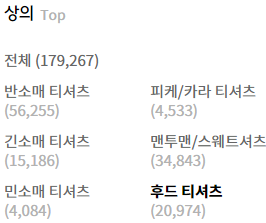 상의 Top
전체 (179,267)
반소매 티셔츠 피케/카라 티셔츠
(56,255) (4,533)
긴소매 티셔츠 맨투맨/스웨트셔츠
(15,186) (34,843)
민소매 티셔츠 후드 티셔츠
(4,084) (20,974)